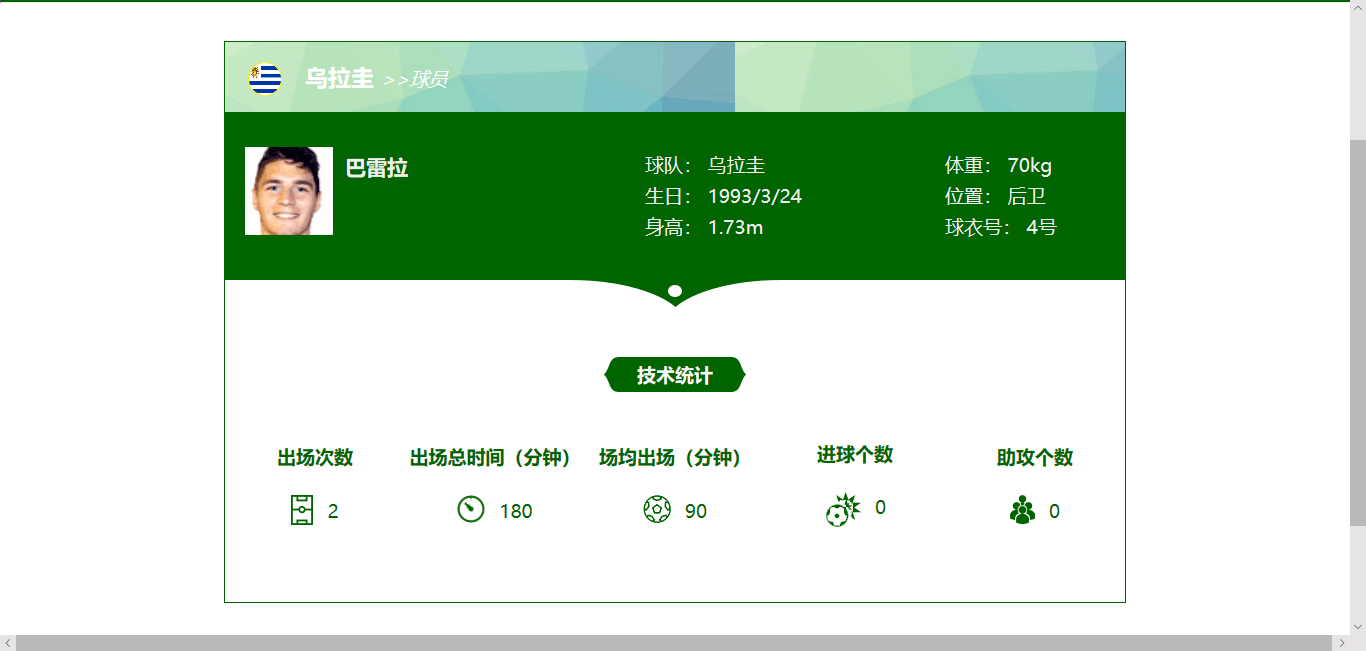 乌拉圭 >>球员
巴雷拉
球队： 乌拉圭
生日： 1993/3/24
身高： 1.73m
体重： 70kg
位置： 后卫
球衣号： 4号
技术统计
出场次数
2
出场总时间（分钟）
180
场均出场（分钟）
90
进球个数
0
助攻个数
0